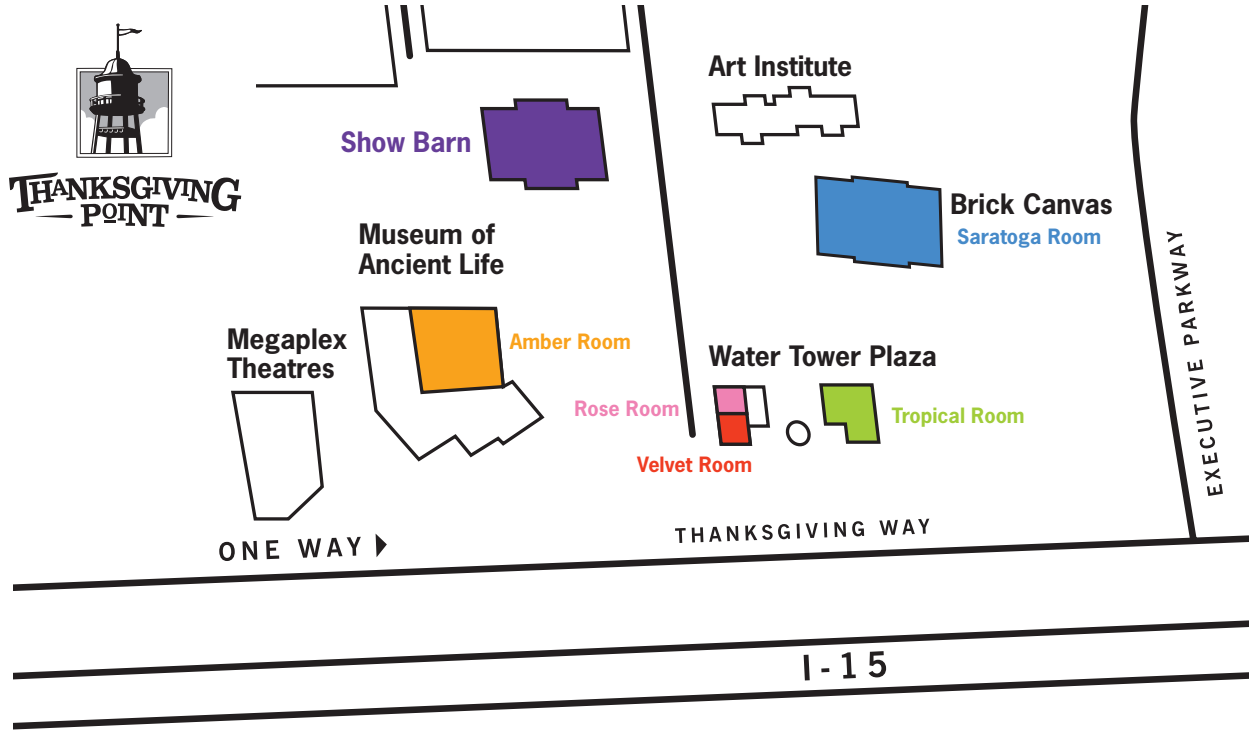 THANKSGIVING
POINT
Art Institute
Show Barn
Brick Canvas
Saratoga Room
Museum of
Ancient Life
Megaplex
Theatres
Amber Room
Water Tower Plaza
Rose Room
Tropical Room
Velvet Room
EXECUTIVE PARKWAY
ONE WAY
THANKSGIVING WAY
I-15